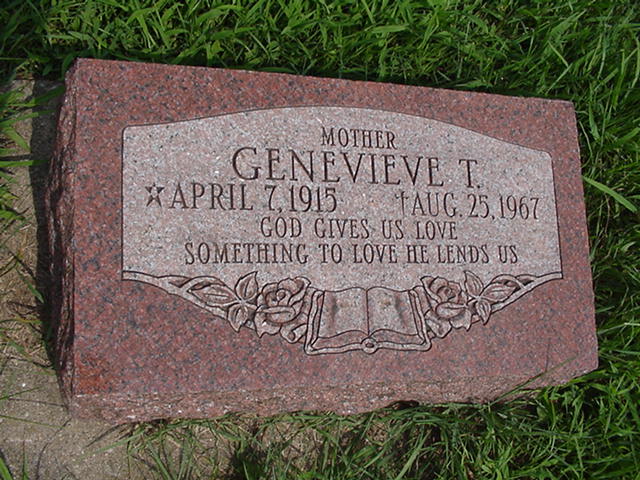 MOTHER
GENEVIEVE T.
☆APRIL 7, 1915 †AUG. 25, 1967
GOD GIVES US LOVE
SOMETHING TO LOVE HE LENDS US